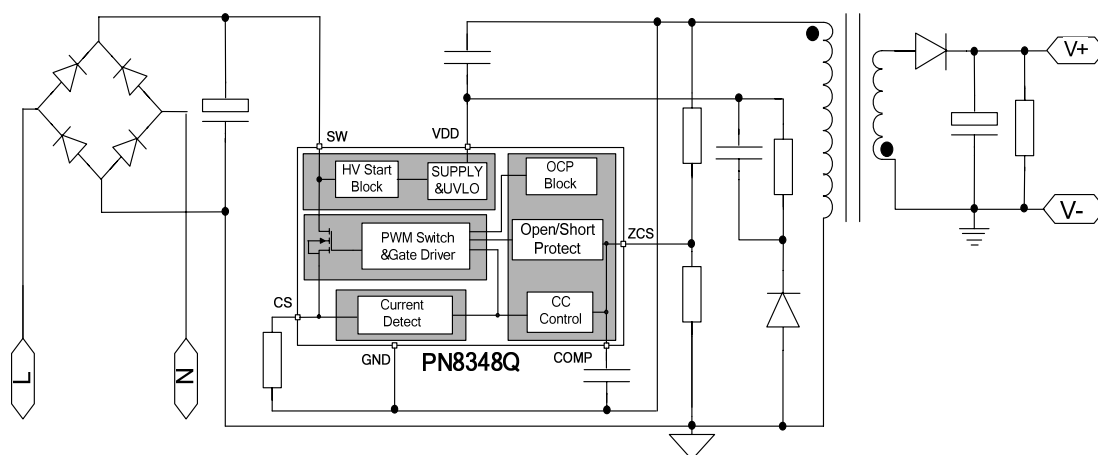 V+
SW
VDD
HV Start
Block
SUPPLY
&UVLO
OCP
Block
PWM Switch
&Gate Driver
Open/Short
Protect
ZCS
V-
CS
Current
Detect
CC
Control
GND
PN8348Q
COMP
L
N